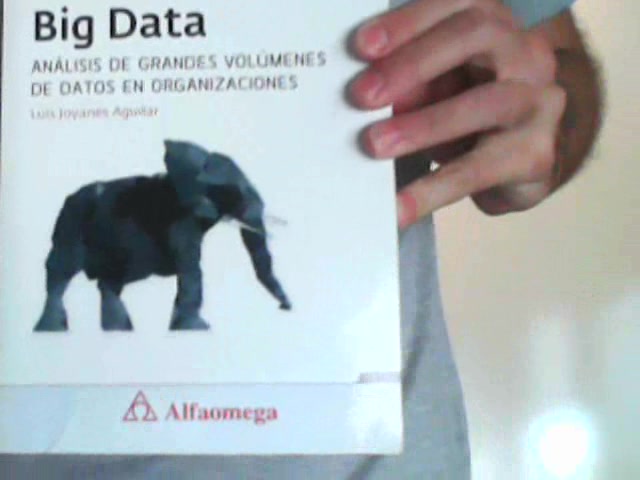 Big Data
ANÁLISIS DE GRANDES VOLÚMENES
DE DATOS EN ORGANIZACIONES
Luis Joyanes Aguilar
Alfaomega